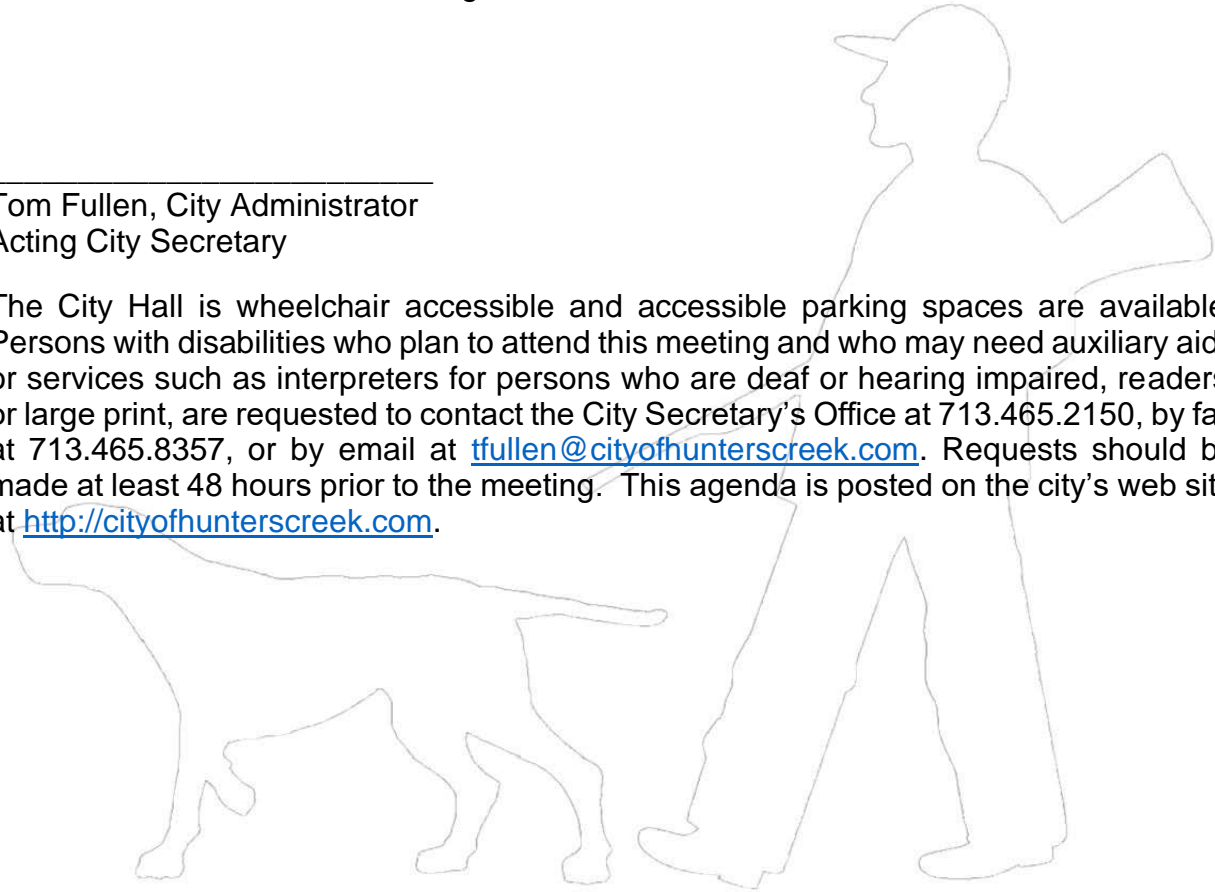 Tom Fullen, City Administrator
Acting City Secretary
The City Hall is wheelchair accessible and accessible parking spaces are available
Persons with disabilities who plan to attend this meeting and who may need auxiliary aid
or services such as interpreters for persons who are deaf or hearing impaired, readers
or large print, are requested to contact the City Secretary’s Office at 713.465.2150, by fa
at 713.465.8357, or by email at tfullen@cityofhunterscreek.com. Requests should b
made at least 48 hours prior to the meeting. This agenda is posted on the city’s web sit
at http://cityofhunterscreek.com.